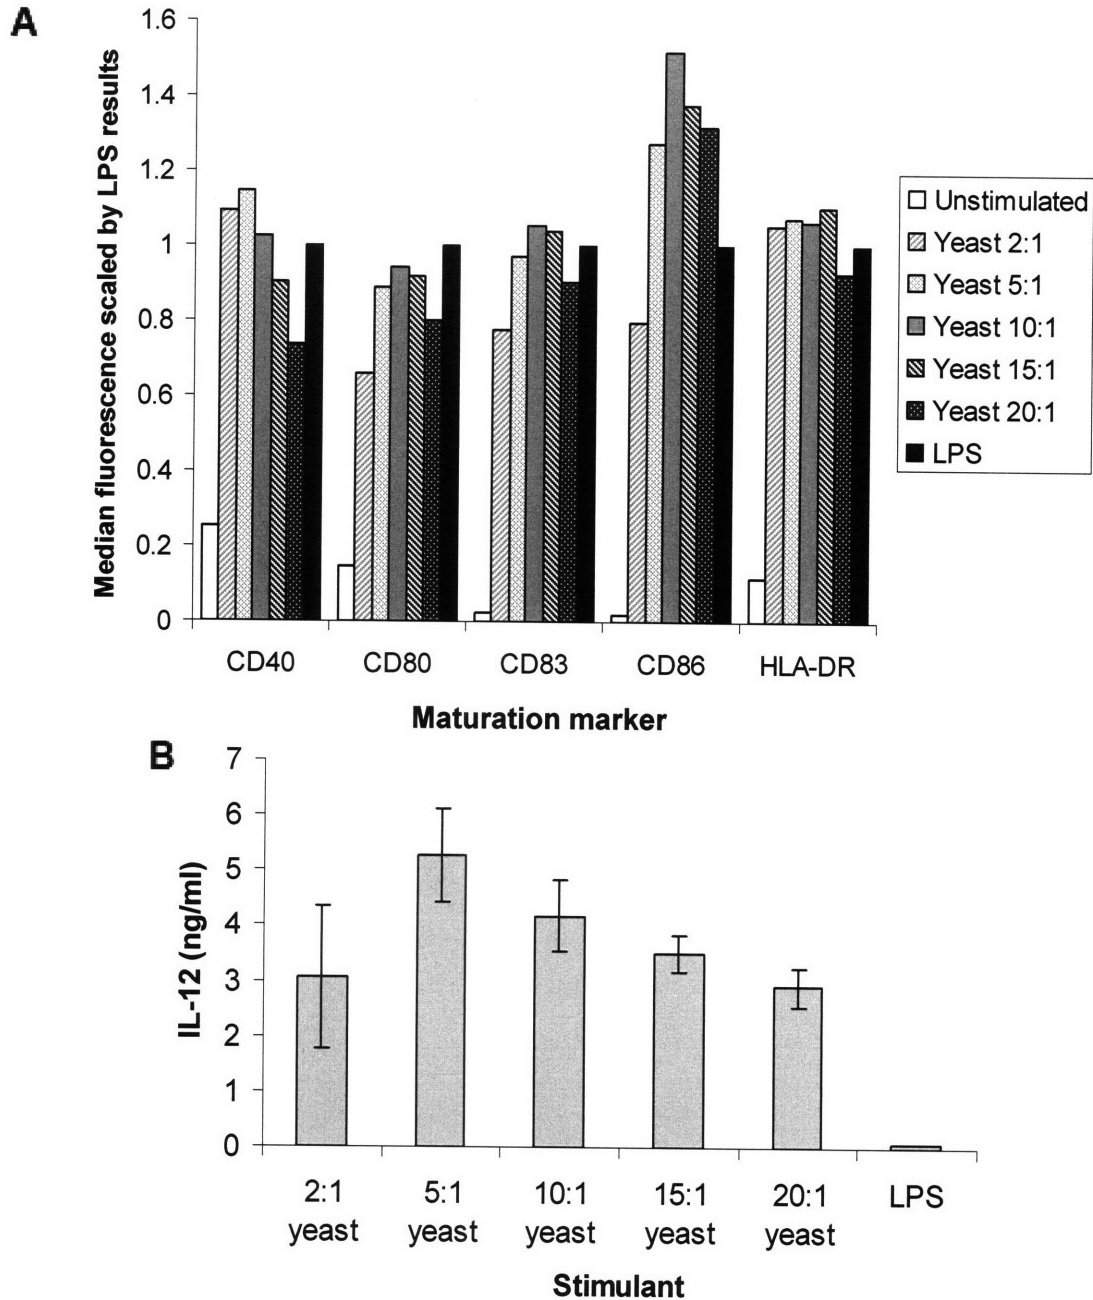 A
Median fluorescence scaled by LPS results
1.6
1.4
1.2
1
0.8
0.6
0.4
0.2
0
CD40 CD80 CD83 CD86 HLA-DR
Maturation marker
Unstimulated
Yeast 2:1
Yeast 5:1
Yeast 10:1
Yeast 15:1
Yeast 20:1
LPS
B
IL-12 (ng/ml)
7
6
5
4
3
2
1
0
2:1 5:1 10:1 15:1 20:1 LPS
yeast yeast yeast yeast yeast
Stimulant